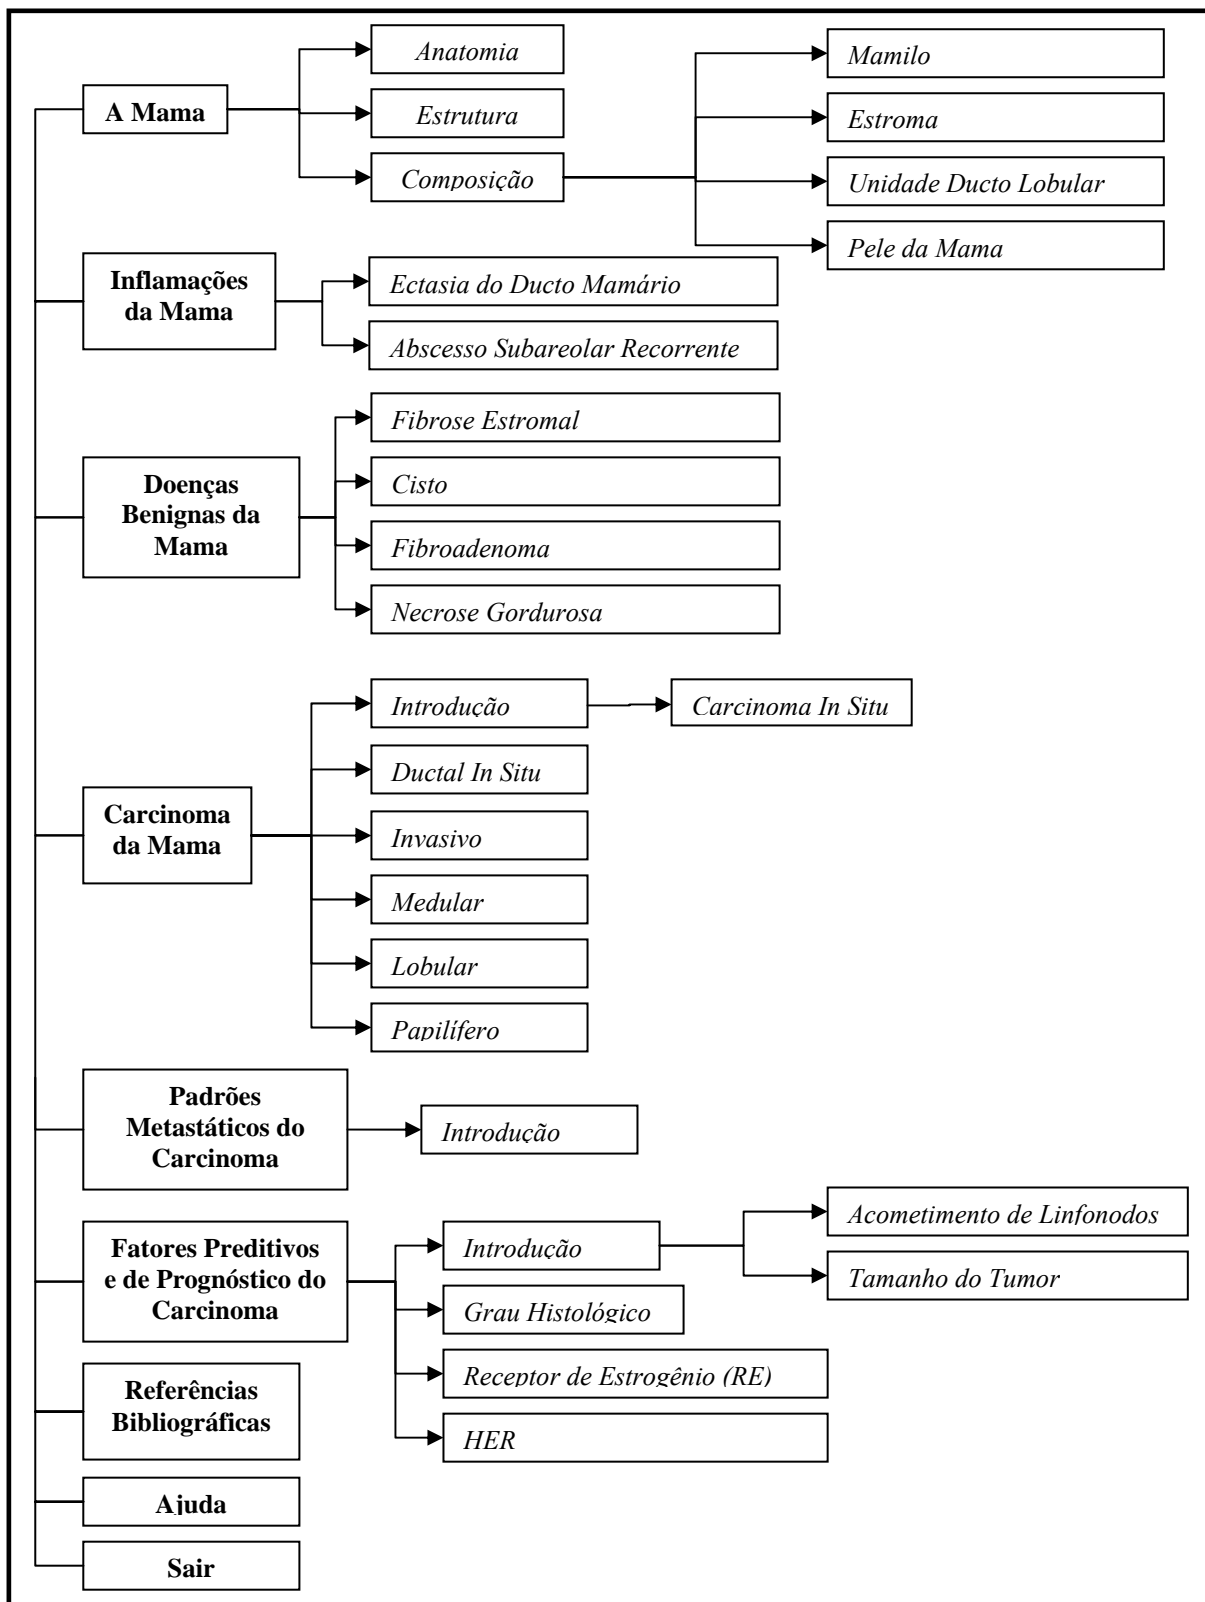 A Mama
Anatomia
Estrutura
Composição
Mamilo
Estroma
Unidade Ducto Lobular
Pele da Mama
Inflamações
da Mama
Ectasia do Ducto Mamário
Abscesso Subareolar Recorrente
Doenças
Benignas da
Mama
Fibrose Estromal
Cisto
Fibroadenoma
Necrose Gordurosa
Carcinoma
da Mama
Introdução
Carcinoma In Situ
Ductal In Situ
Invasivo
Medular
Lobular
Papilífero
Padrões
Metastáticos do
Carcinoma
Introdução
Fatores Preditivos
e de Prognóstico do
Carcinoma
Introdução
Acometimento de Linfonodos
Tamanho do Tumor
Grau Histológico
Receptor de Estrogênio (RE)
HER
Referências
Bibliográficas
Ajuda
Sair